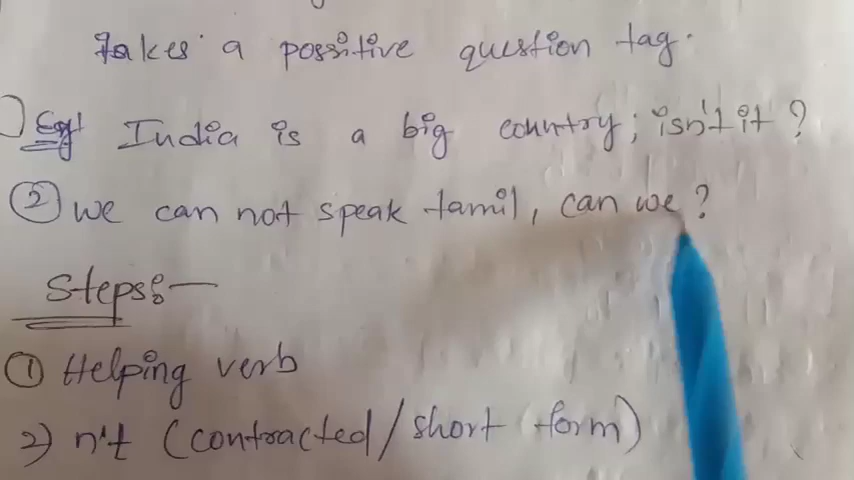 takes a possitive question tag.
1) Eg: India is a big country; isn't it?
2 we can not speak tamil, can we?
Steps:-
1 Helping verb
2) n't (contracted/short form)